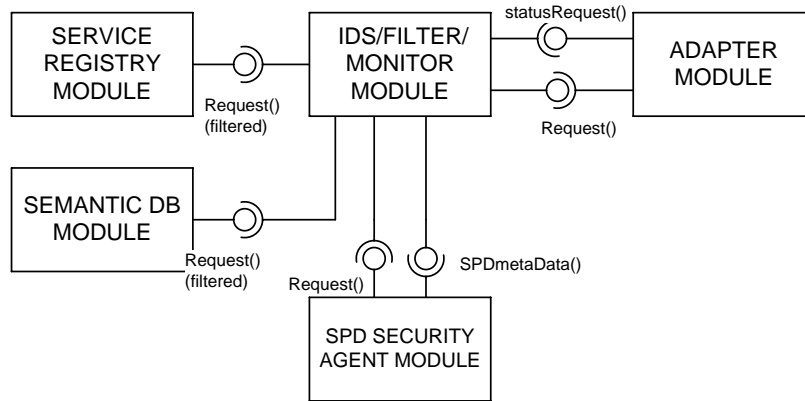 statusRequest()
SERVICE
REGISTRY
MODULE
IDS/FILTER/
MONITOR
MODULE
ADAPTER
MODULE
Request()
(filtered)
Request()
SEMANTIC DB
MODULE
Request()
(filtered)
Request()
SPDmetaData()
SPD SECURITY
AGENT MODULE